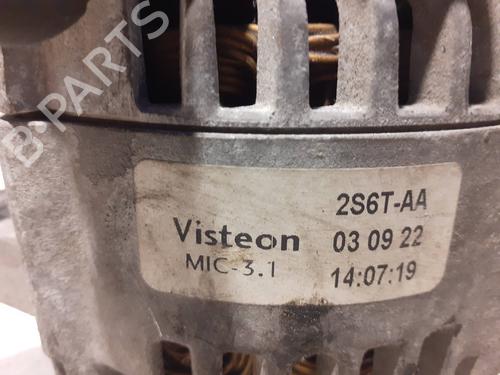 B-PARTS
2S6T-AA
Visteon 03 09 22
MIC-3.1 14:07:19